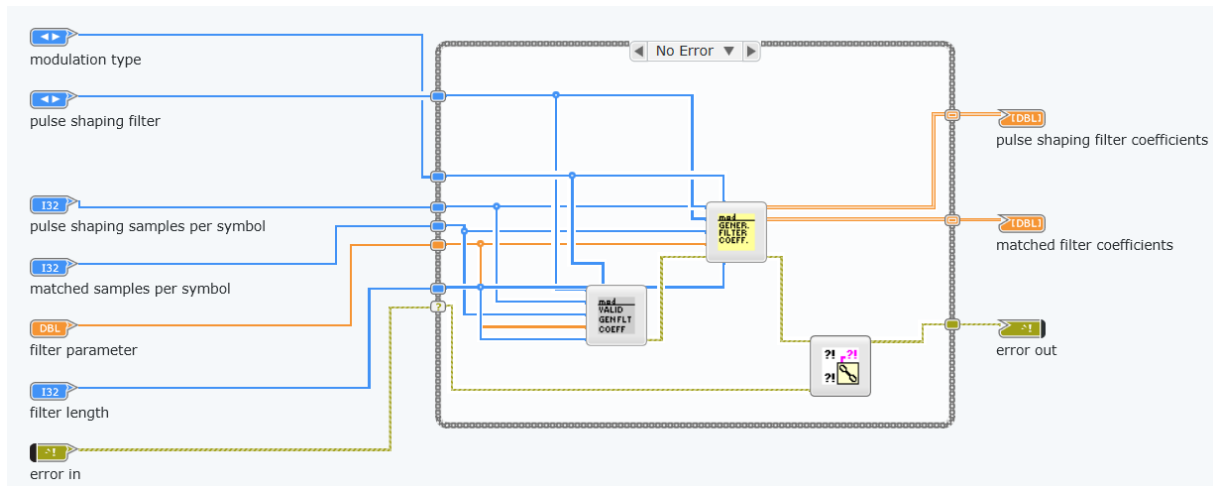 No Error
modulation type
pulse shaping filter
I32
pulse shaping samples per symbol
I32
matched samples per symbol
DBL
filter parameter
I32
filter length
error in
?
mod
GENER.
FILTER
COEFF.
mod
VALID
GEN FLT
COEFF
?! ?!
?!
[DBL]
pulse shaping filter coefficients
[DBL]
matched filter coefficients
?!
error out